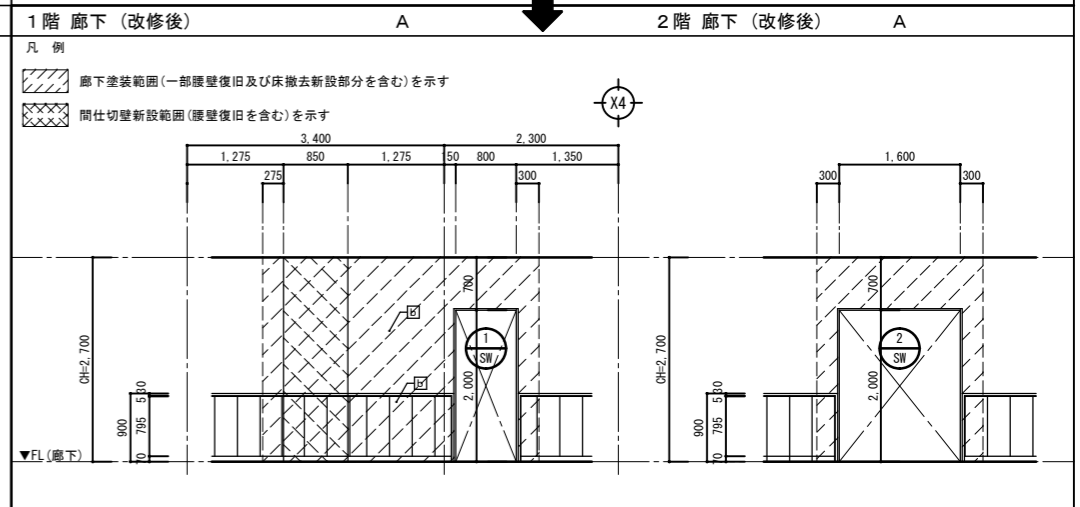 1階 廊下 (改修後) A 2階 廊下 (改修後) A
凡 例
廊下塗装範囲(一部腰壁復旧及び床撤去新設部分を含む)を示す
間仕切壁新設範囲(腰壁復旧を含む)を示す
X4
3,400 2,300
1,275 850 1,275 150 800 1,350
275 300
1,600
300 300
CH=2,700
700
2,000
1
SW
900
5 30
795
70
▼FL(廊下)
CH=2,700
700
2,000
2
SW
900
5 30
795
70